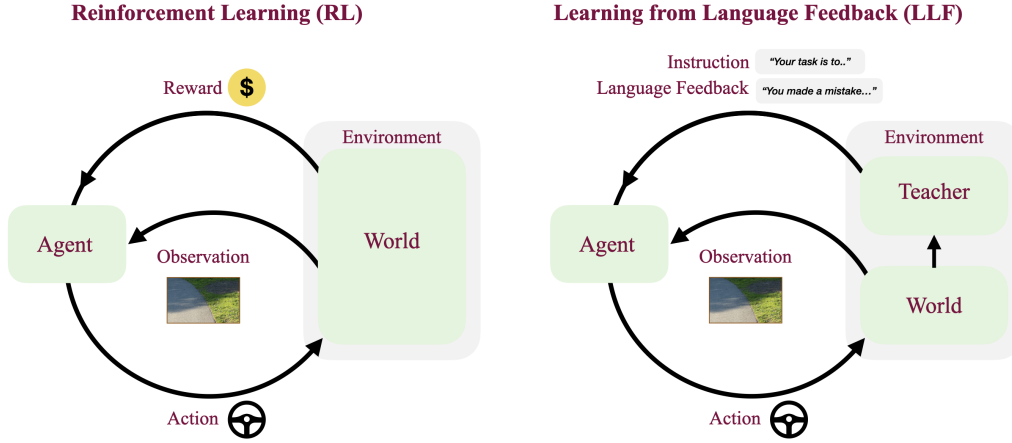 Reinforcement Learning (RL)
Reward
$
Environment
World
Agent
Observation
Action
Learning from Language Feedback (LLF)
Instruction
“Your task is to..”
Language Feedback
“You made a mistake…”
Environment
Teacher
Agent
Observation
World
Action